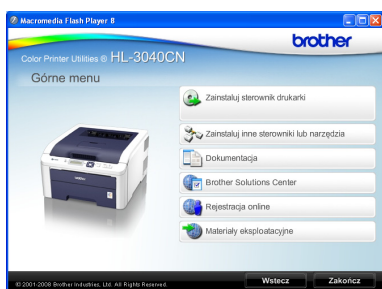 Macromedia Flash Player 8
brother
Color Printer Utilities ® HL-3040CN
Górne menu
Zainstaluj sterownik drukarki
Zainstaluj inne sterowniki lub narzędzia
Dokumentacja
Brother Solutions Center
Rejestracja online
Materiały eksploatacyjne
© 2001-2008 Brother Industries, Ltd. All Rights Reserved.
Wstecz
Zakończ